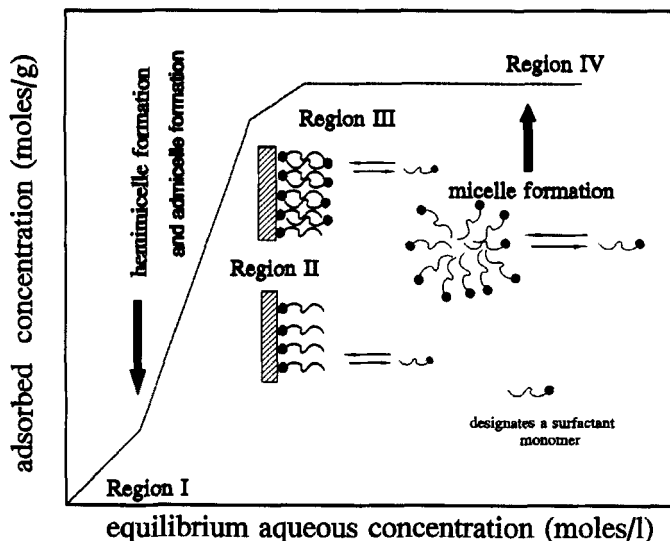 adsorbed concentration (moles/g)
hemimicelle formation
and admicelle formation
Region IV
Region III
micelle formation
Region II
designates a surfactant
monomer
Region I
equilibrium aqueous concentration (moles/l)